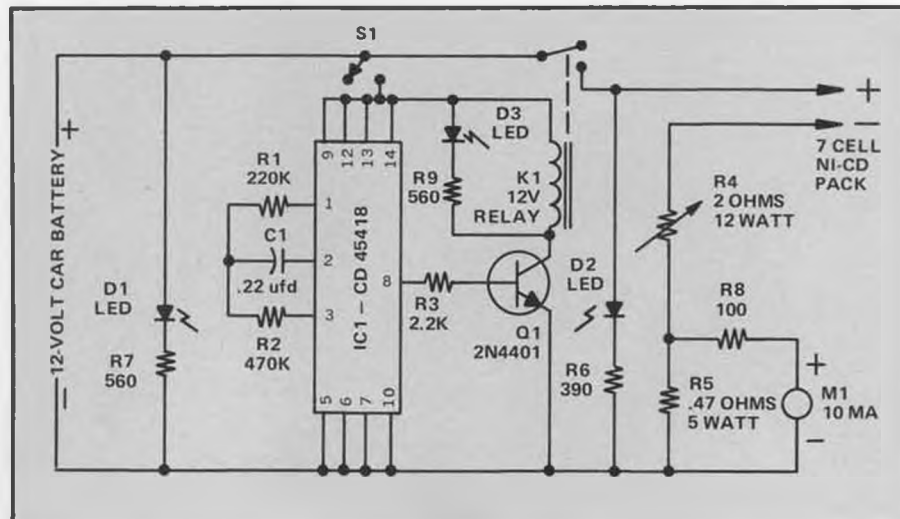 S1
12-VOLT CAR BATTERY
+
−
D1
LED
R7
560
R1
220K
C1
.22 ufd
R2
470K
9 12 13 14
1
2
3
8
IC1 – CD 45418
5 6 7 10
D3
LED
R9
560
K1
12V
RELAY
R3
2.2K
Q1
2N4401
D2
LED
R6
390
+
−
7 CELL
NI-CD
PACK
R4
2 OHMS
12 WATT
R8
100
R5
.47 OHMS
5 WATT
+
M1
10 MA
−